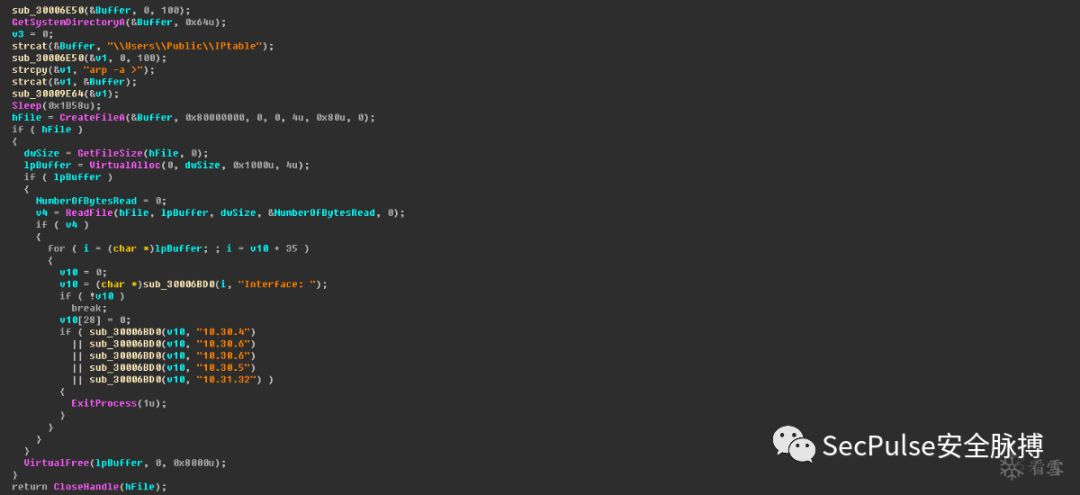 sub_30006E50(&Buffer, 0, 100);
GetSystemDirectoryA(&Buffer, 0x64u);
v3 = 0;
strcat(&Buffer, "\\Users\\Public\\IPtable");
sub_30006E50(&v1, 0, 100);
strcpy(&v1, "arp -a >");
strcat(&v1, &Buffer);
sub_30009E64(&v1);
Sleep(0x1B58u);
hFile = CreateFileA(&Buffer, 0x80000000, 0, 0, 4u, 0x80u, 0);
if ( hFile )
{
dwSize = GetFileSize(hFile, 0);
lpBuffer = VirtualAlloc(0, dwSize, 0x1000u, 4u);
if ( lpBuffer )
{
NumberOfBytesRead = 0;
v4 = ReadFile(hFile, lpBuffer, dwSize, &NumberOfBytesRead, 0);
if ( v4 )
{
for ( i = (char *)lpBuffer; ; i = v10 + 35 )
{
v10 = 0;
v10 = (char *)sub_30006BD0(i, "Interface: ");
if ( !v10 )
break;
v10[28] = 0;
if ( sub_30006BD0(v10, "10.30.4")
|| sub_30006BD0(v10, "10.30.6")
|| sub_30006BD0(v10, "10.30.6")
|| sub_30006BD0(v10, "10.30.5")
|| sub_30006BD0(v10, "10.31.32") )
{
ExitProcess(1u);
}
}
}
}
VirtualFree(lpBuffer, 0, 0x8000u);
}
return CloseHandle(hFile);
SecPulse安全脉搏
看雪